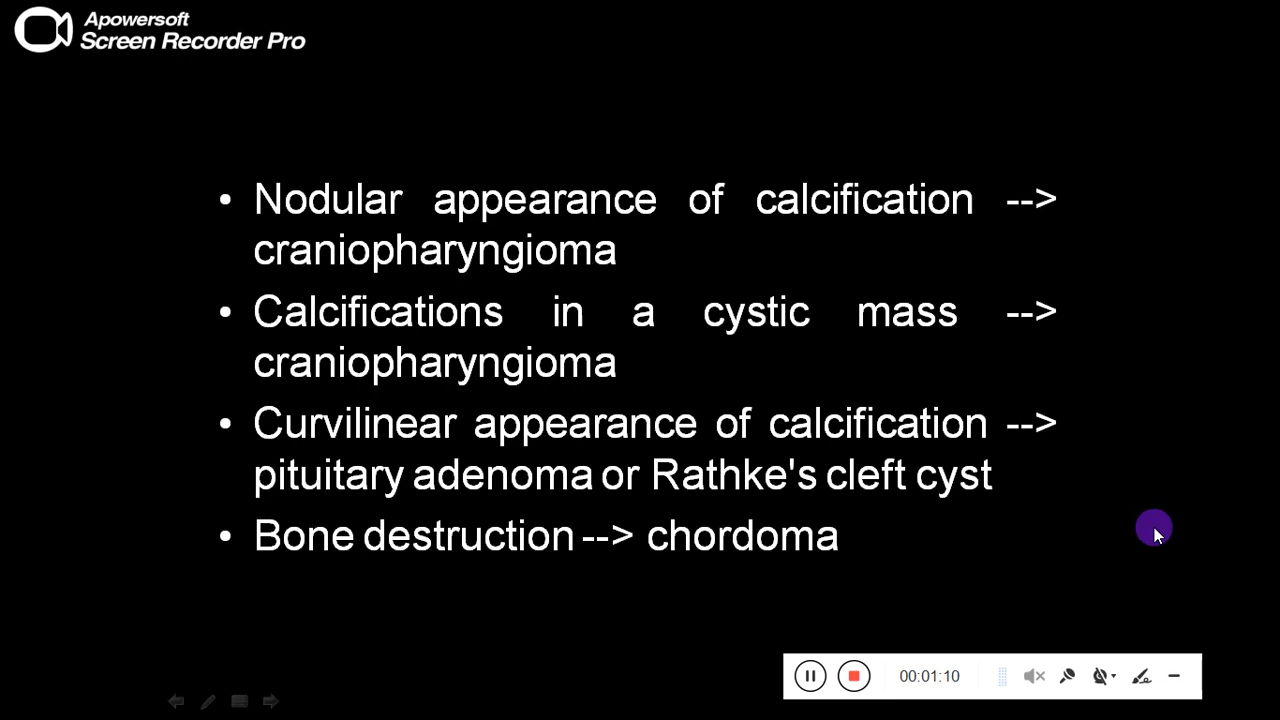 Apowersoft
Screen Recorder Pro
• Nodular appearance of calcification -->
craniopharyngioma
• Calcifications in a cystic mass -->
craniopharyngioma
• Curvilinear appearance of calcification -->
pituitary adenoma or Rathke's cleft cyst
• Bone destruction --> chordoma
00:01:10